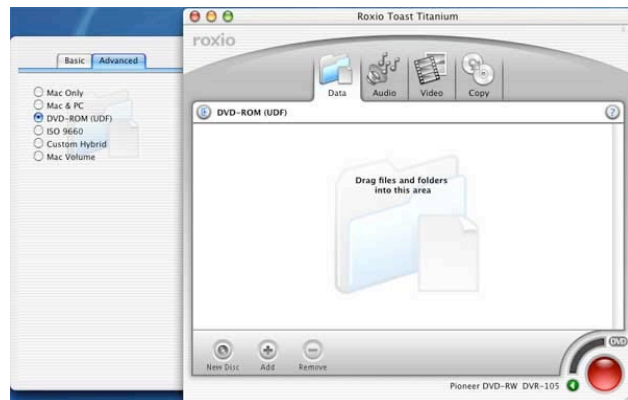 Roxio Toast Titanium
roxio
Basic
Advanced
Mac Only
Mac & PC
DVD-ROM (UDF)
ISO 9660
Custom Hybrid
Mac Volume
Data
Audio
Video
Copy
DVD-ROM (UDF)
?
Drag files and folders
into this area
New Disc
Add
Remove
DVD
Pioneer DVD-RW DVR-105